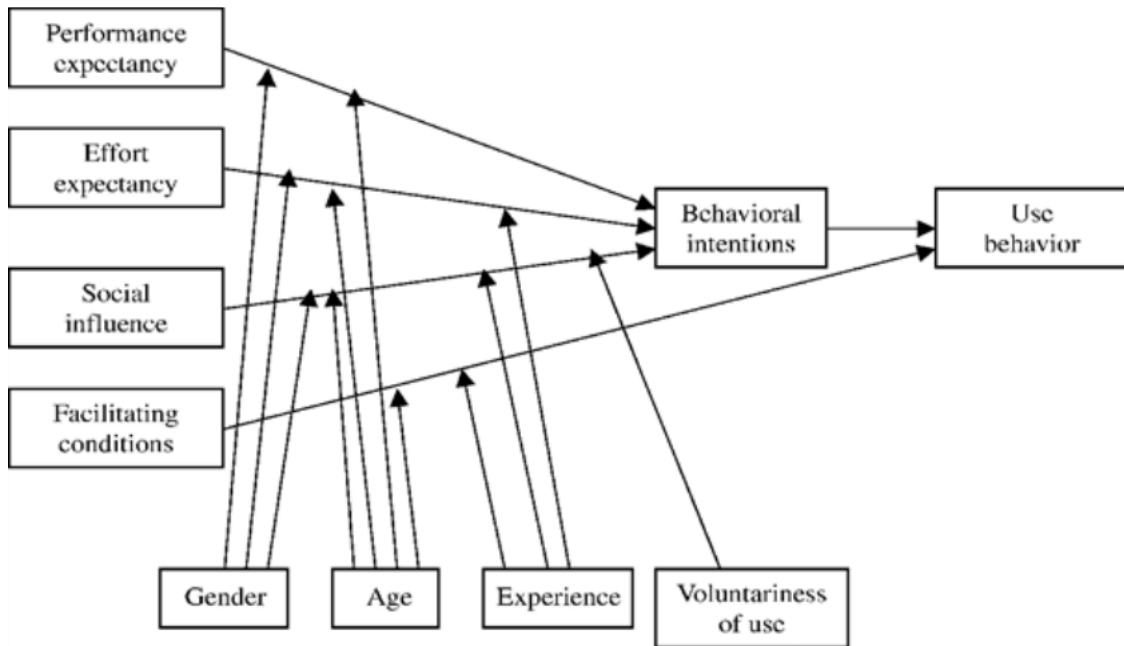 Performance
expectancy
Effort
expectancy
Social
influence
Facilitating
conditions
Behavioral
intentions
Use
behavior
Gender
Age
Experience
Voluntariness
of use